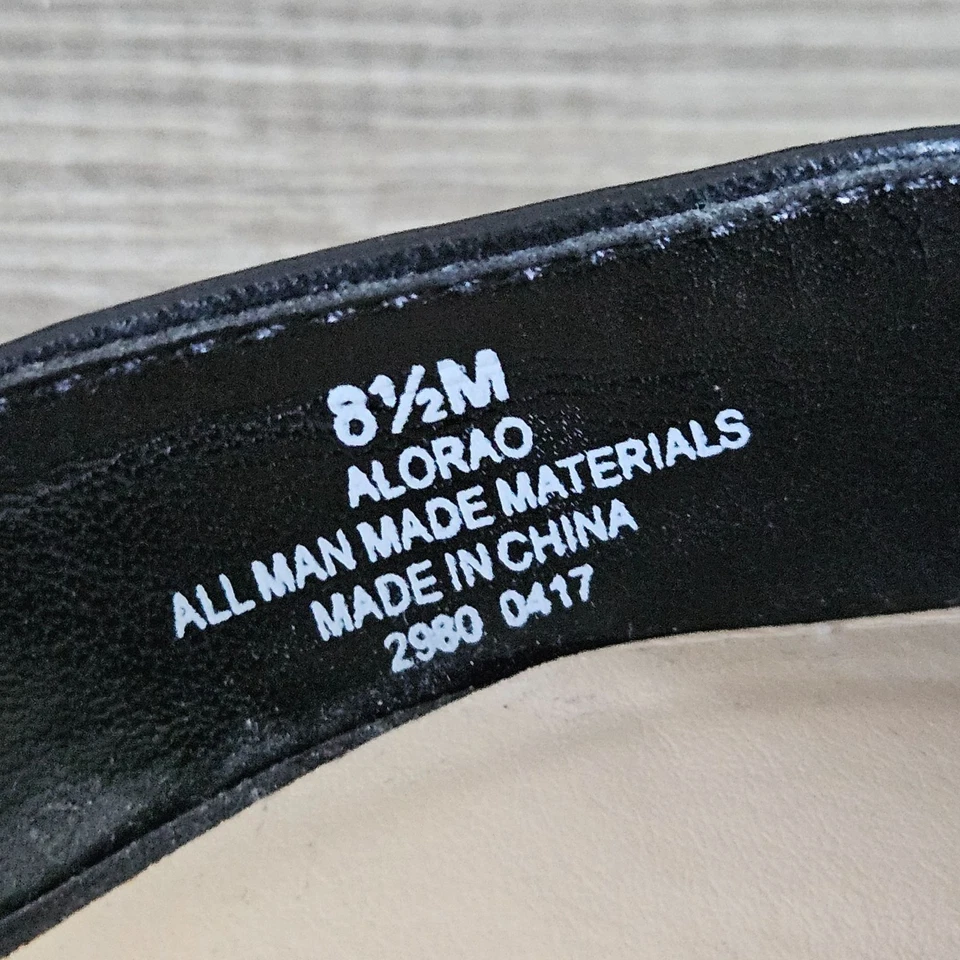 8½M
ALORAO
ALL MAN MADE MATERIALS
MADE IN CHINA
2980 0417